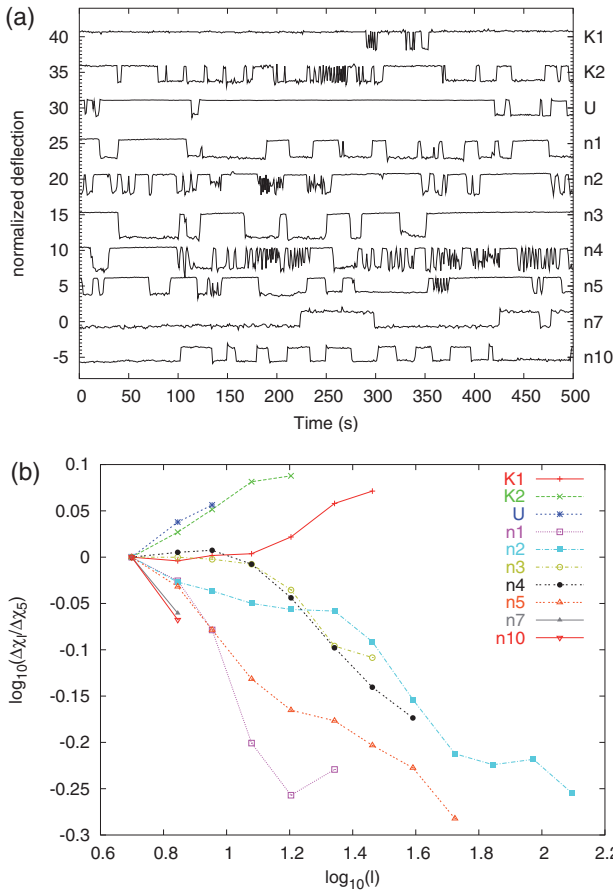 (a)
normalized deflection
40
35
30
25
20
15
10
5
0
-5
K1
K2
U
n1
n2
n3
n4
n5
n7
n10
0 50 100 150 200 250 300 350 400 450 500
Time (s)
(b)
log10(Δχl/Δχ5)
0.1
0.05
0
-0.05
-0.1
-0.15
-0.2
-0.25
-0.3
K1
K2
U
n1
n2
n3
n4
n5
n7
n10
0.6 0.8 1 1.2 1.4 1.6 1.8 2 2.2
log10(l)